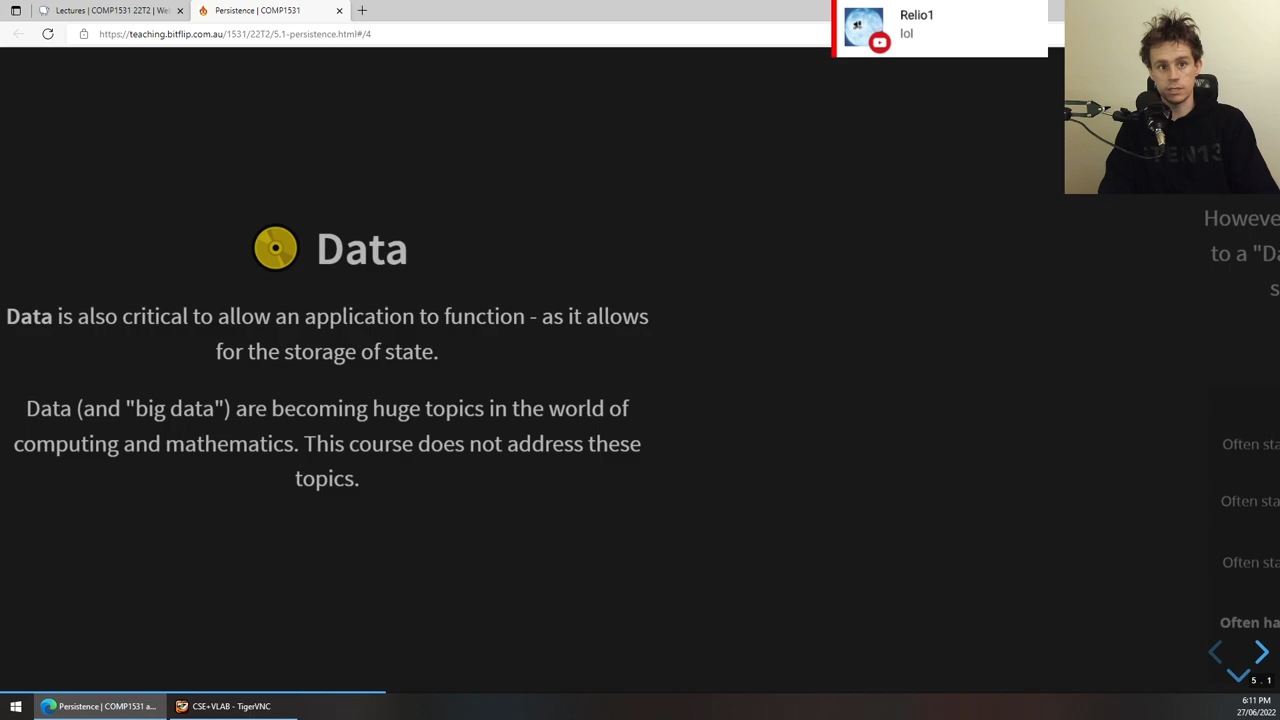 Lectures | COMP1531 22T2 | We
Persistence | COMP1531
https://teaching.bitflip.com.au/1531/22T2/5.1-persistence.html#/4
Relio1
lol
Data
Data is also critical to allow an application to function - as it allows
for the storage of state.
Data (and "big data") are becoming huge topics in the world of
computing and mathematics. This course does not address these
topics.
Howeve
to a "Da
s
Often sta
Often sta
Often sta
Often ha
5 . 1
Persistence | COMP1531 a...
CSE+VLAB - TigerVNC
6:11 PM
27/06/2022